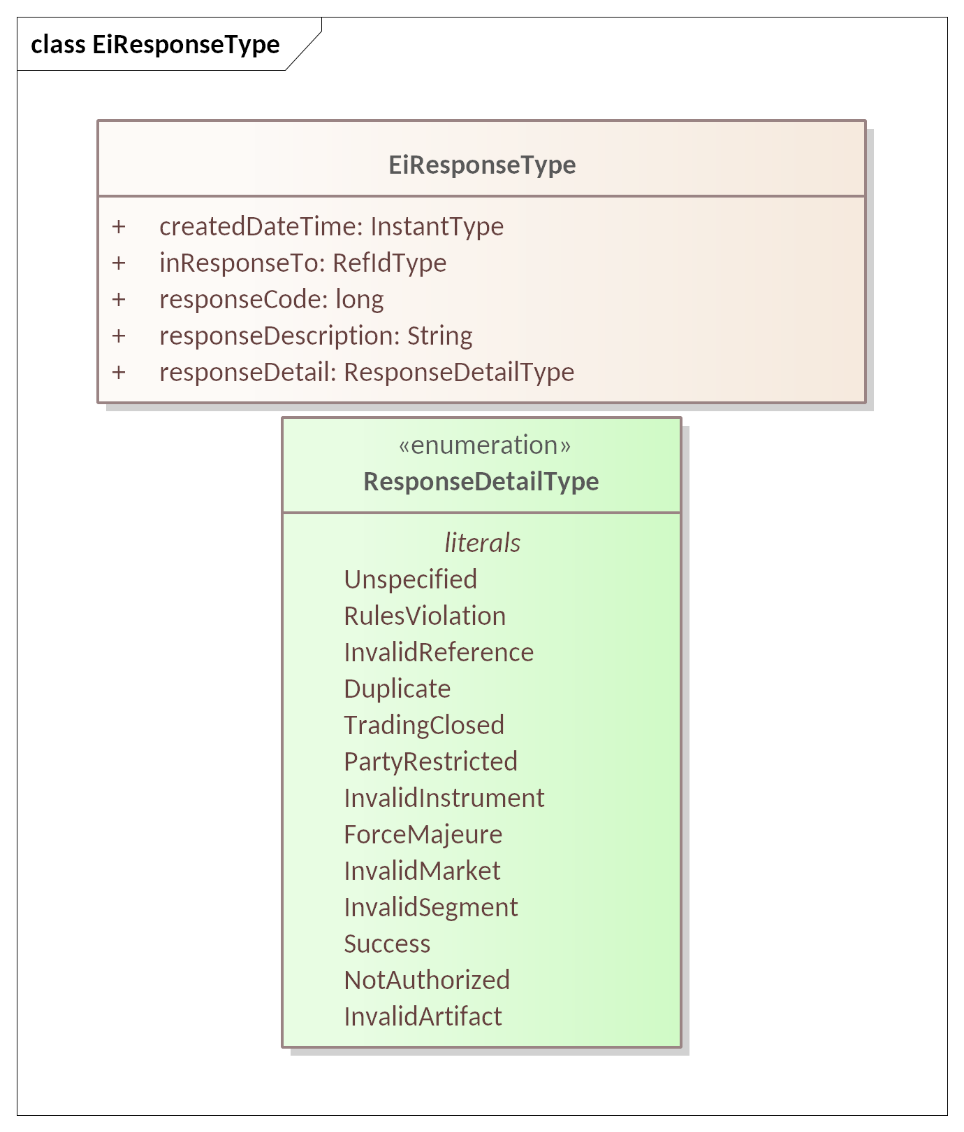 class EiResponseType
EiResponseType
+ createdDateTime: InstantType
+ inResponseTo: RefIdType
+ responseCode: long
+ responseDescription: String
+ responseDetail: ResponseDetailType
«enumeration»
ResponseDetailType
literals
Unspecified
RulesViolation
InvalidReference
Duplicate
TradingClosed
PartyRestricted
InvalidInstrument
ForceMajeure
InvalidMarket
InvalidSegment
Success
NotAuthorized
InvalidArtifact